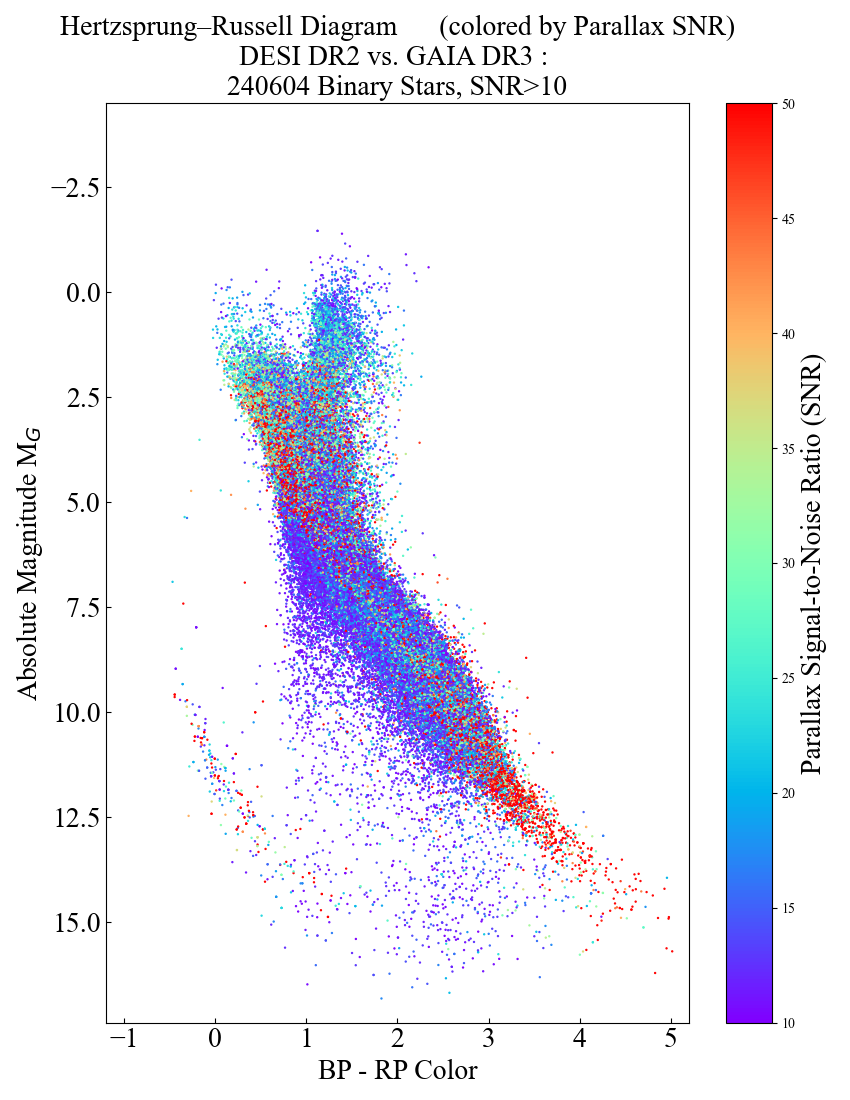 Hertzsprung–Russell Diagram (colored by Parallax SNR)
DESI DR2 vs. GAIA DR3 :
240604 Binary Stars, SNR>10
Absolute Magnitude M_G
−2.5
0.0
2.5
5.0
7.5
10.0
12.5
15.0
−1 0 1 2 3 4 5
BP - RP Color
50
45
40
35
30
25
20
15
10
Parallax Signal-to-Noise Ratio (SNR)